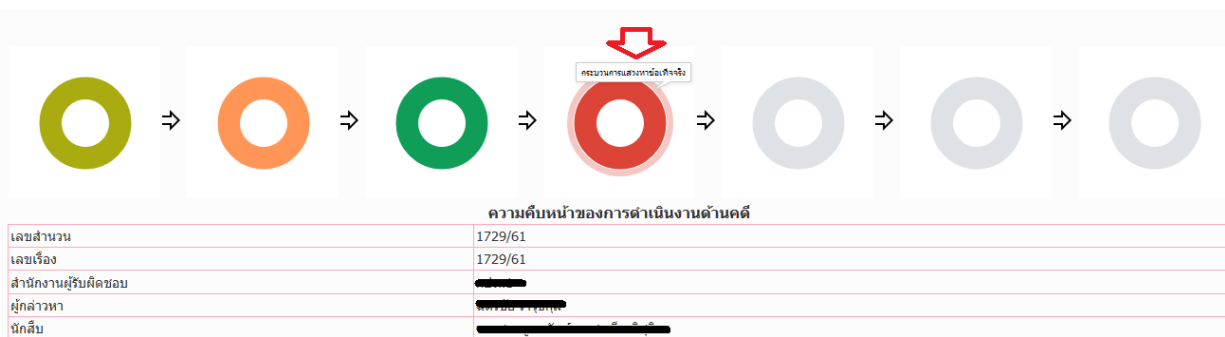 กระบวนการแสวงหาข้อเท็จจริง
ความคืบหน้าของการดำเนินงานด้านคดี
เลขสำนวน 1729/61
เลขเรื่อง 1729/61
สำนักงานผู้รับผิดชอบ
ผู้กล่าวหา
นักสืบ